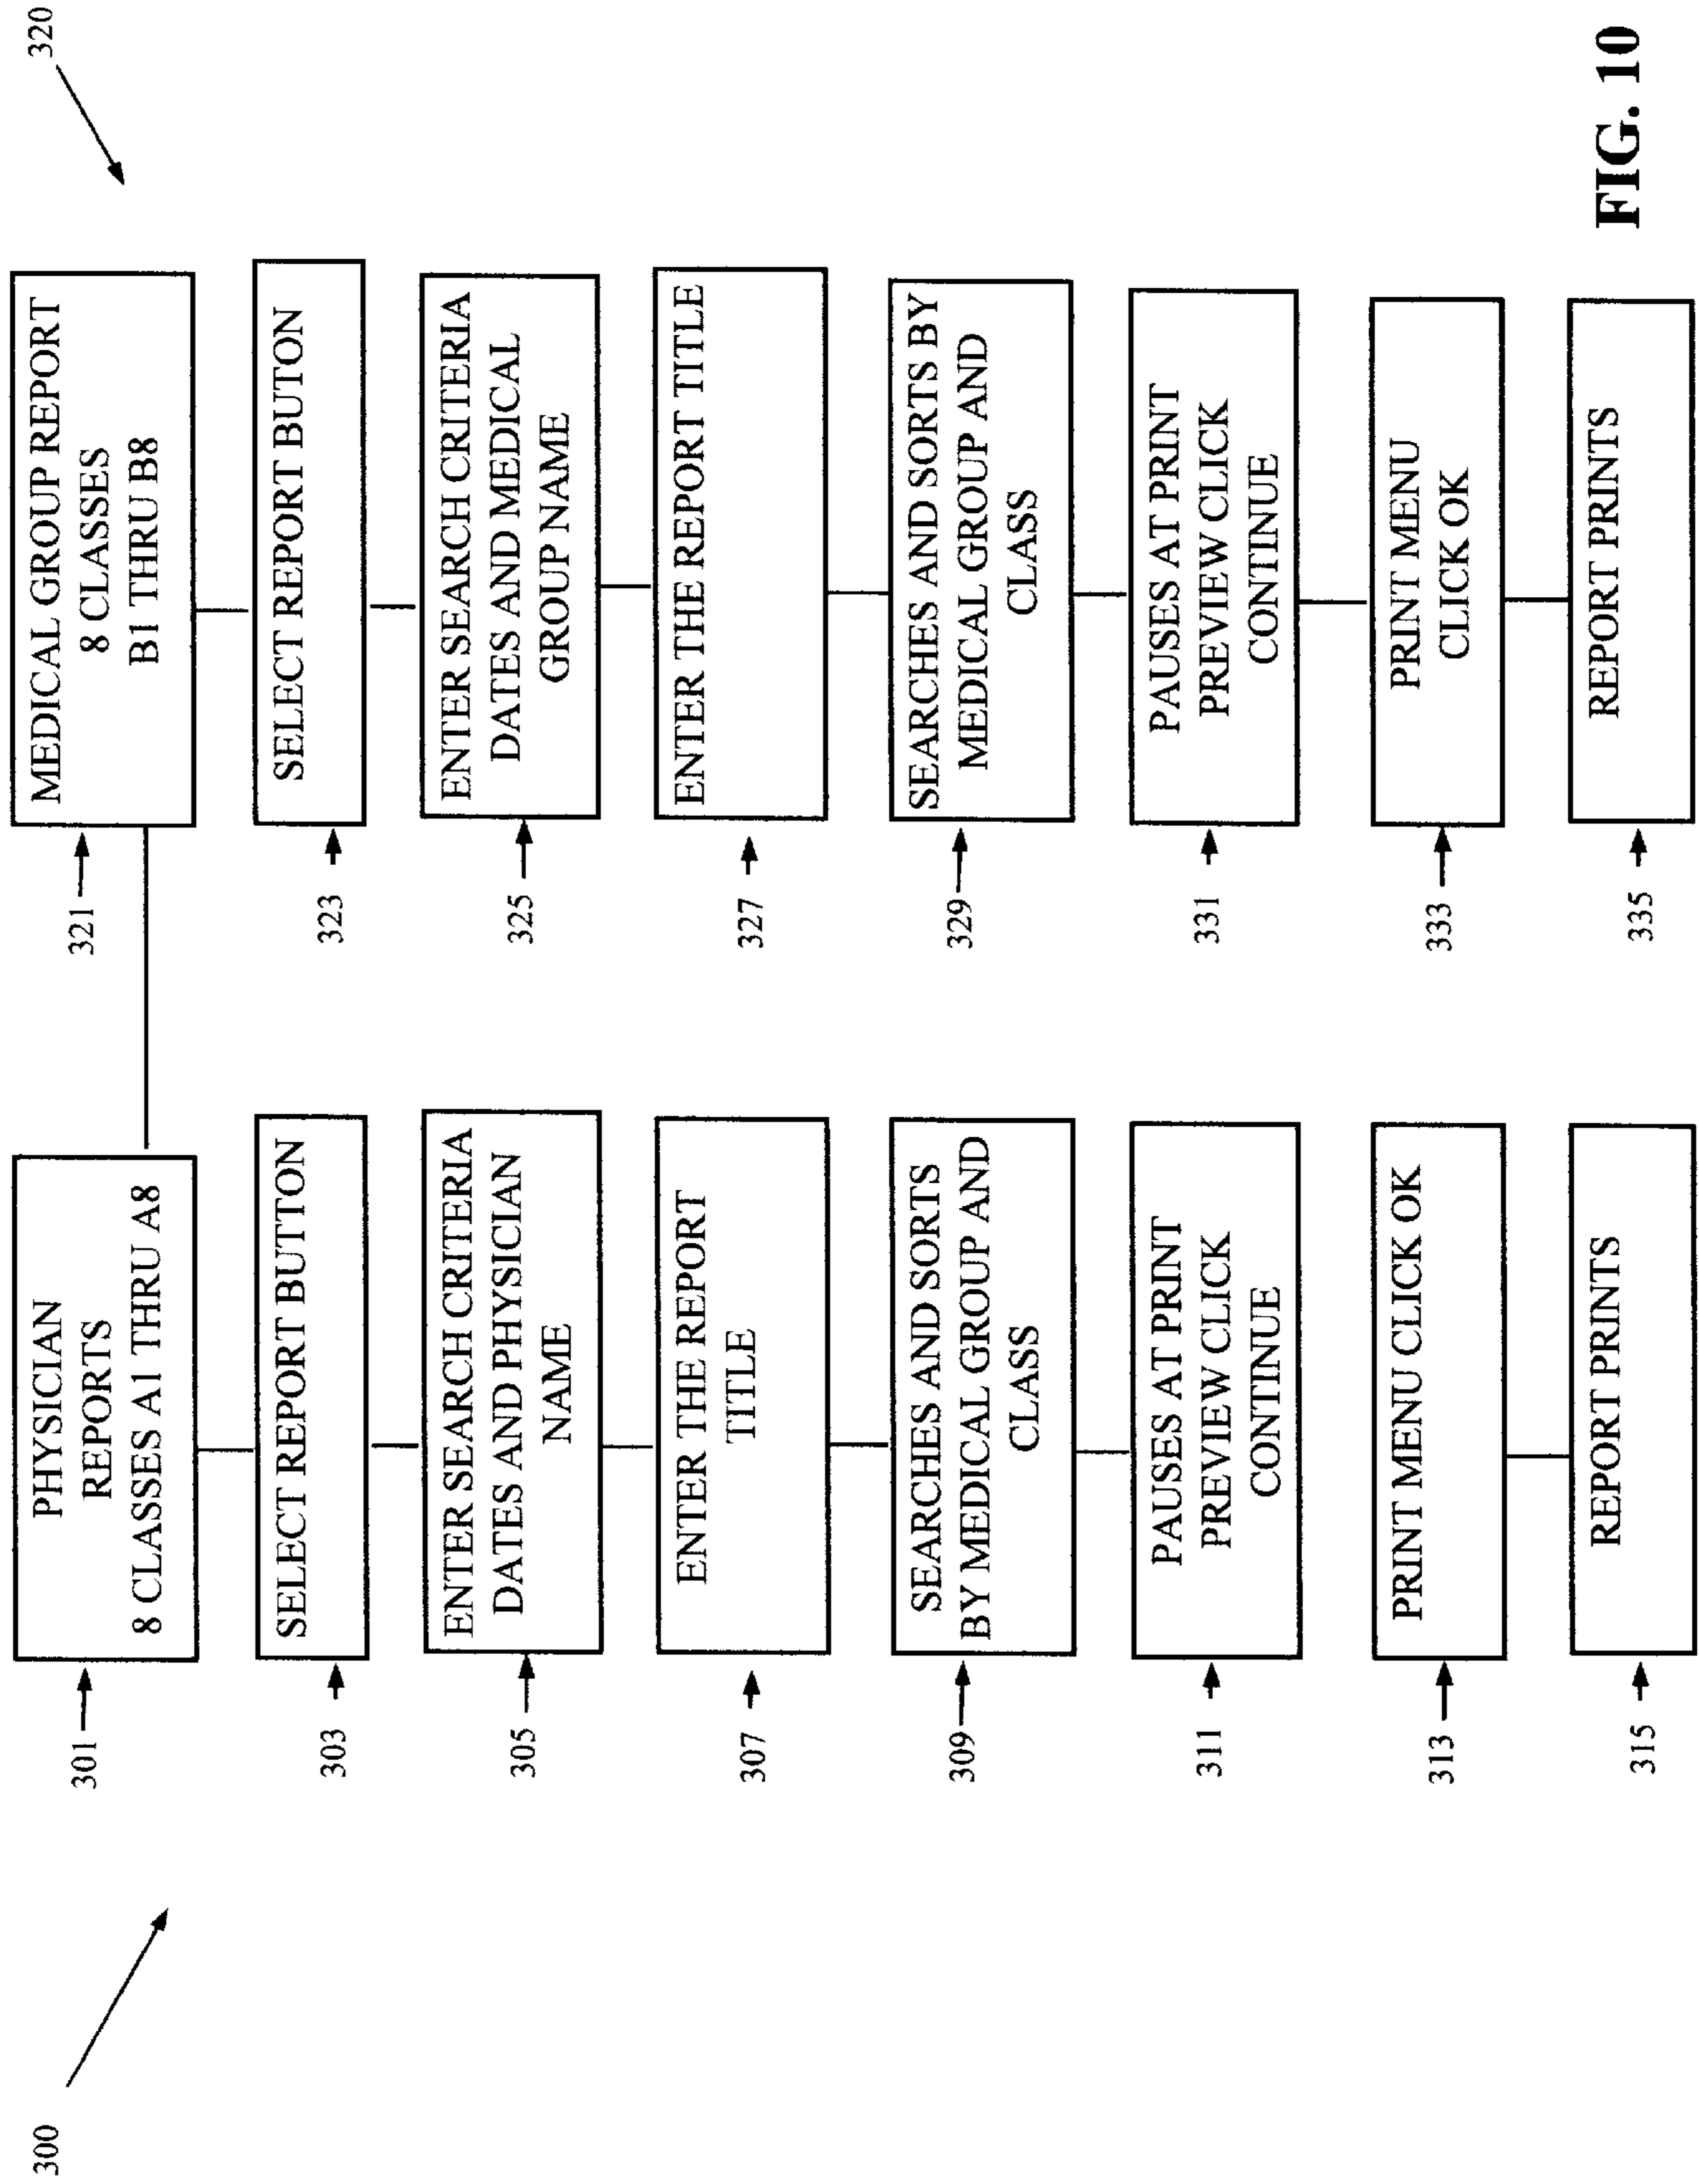 300
320
301
PHYSICIAN
REPORTS
8 CLASSES A1 THRU A8
303
SELECT REPORT BUTTON
305
ENTER SEARCH CRITERIA
DATES AND PHYSICIAN
NAME
307
ENTER THE REPORT
TITLE
309
SEARCHES AND SORTS
BY MEDICAL GROUP AND
CLASS
311
PAUSES AT PRINT
PREVIEW CLICK
CONTINUE
313
PRINT MENU CLICK OK
315
REPORT PRINTS
321
MEDICAL GROUP REPORT
8 CLASSES
B1 THRU B8
323
SELECT REPORT BUTON
325
ENTER SEARCH CRITERIA
DATES AND MEDICAL
GROUP NAME
327
ENTER THE REPORT TITLE
329
SEARCHES AND SORTS BY
MEDICAL GROUP AND
CLASS
331
PAUSES AT PRINT
PREVIEW CLICK
CONTINUE
333
PRINT MENU
CLICK OK
335
REPORT PRINTS
FIG. 10